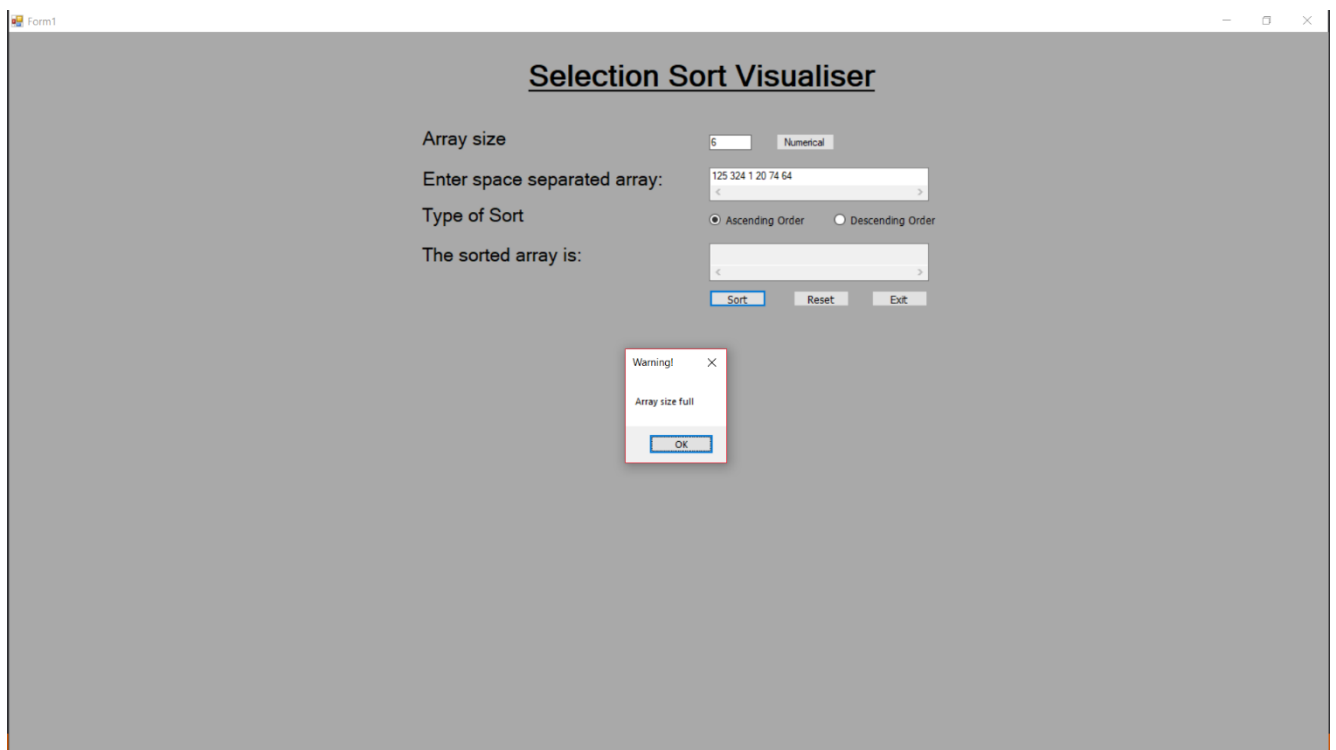 Form1
Selection Sort Visualiser
Array size 6 Numerical
Enter space separated array: 125 324 1 20 74 64
Type of Sort Ascending Order Descending Order
The sorted array is:
Sort Reset Exit
Warning!
Array size full
OK